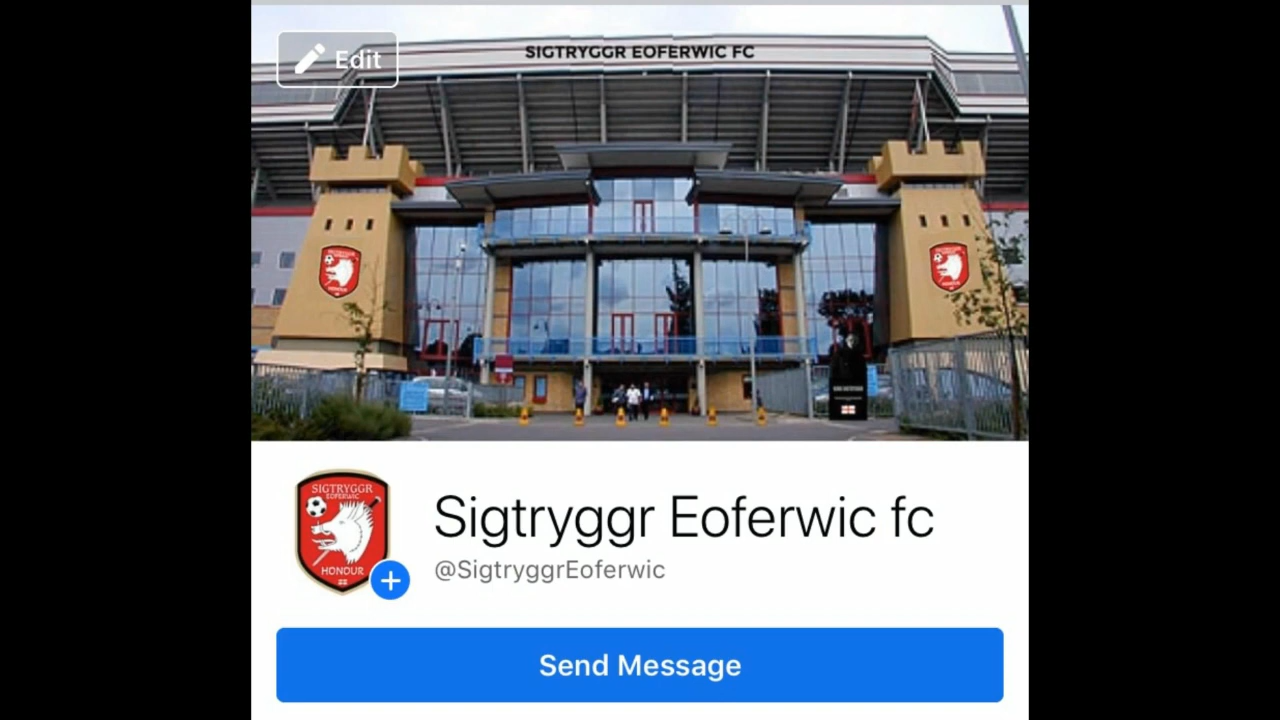 Edit
SIGTRYGGR EOFERWIC FC
SIGTRYGGR
EOFERWIC
HONOUR
Sigtryggr Eoferwic fc
@SigtryggrEoferwic
Send Message